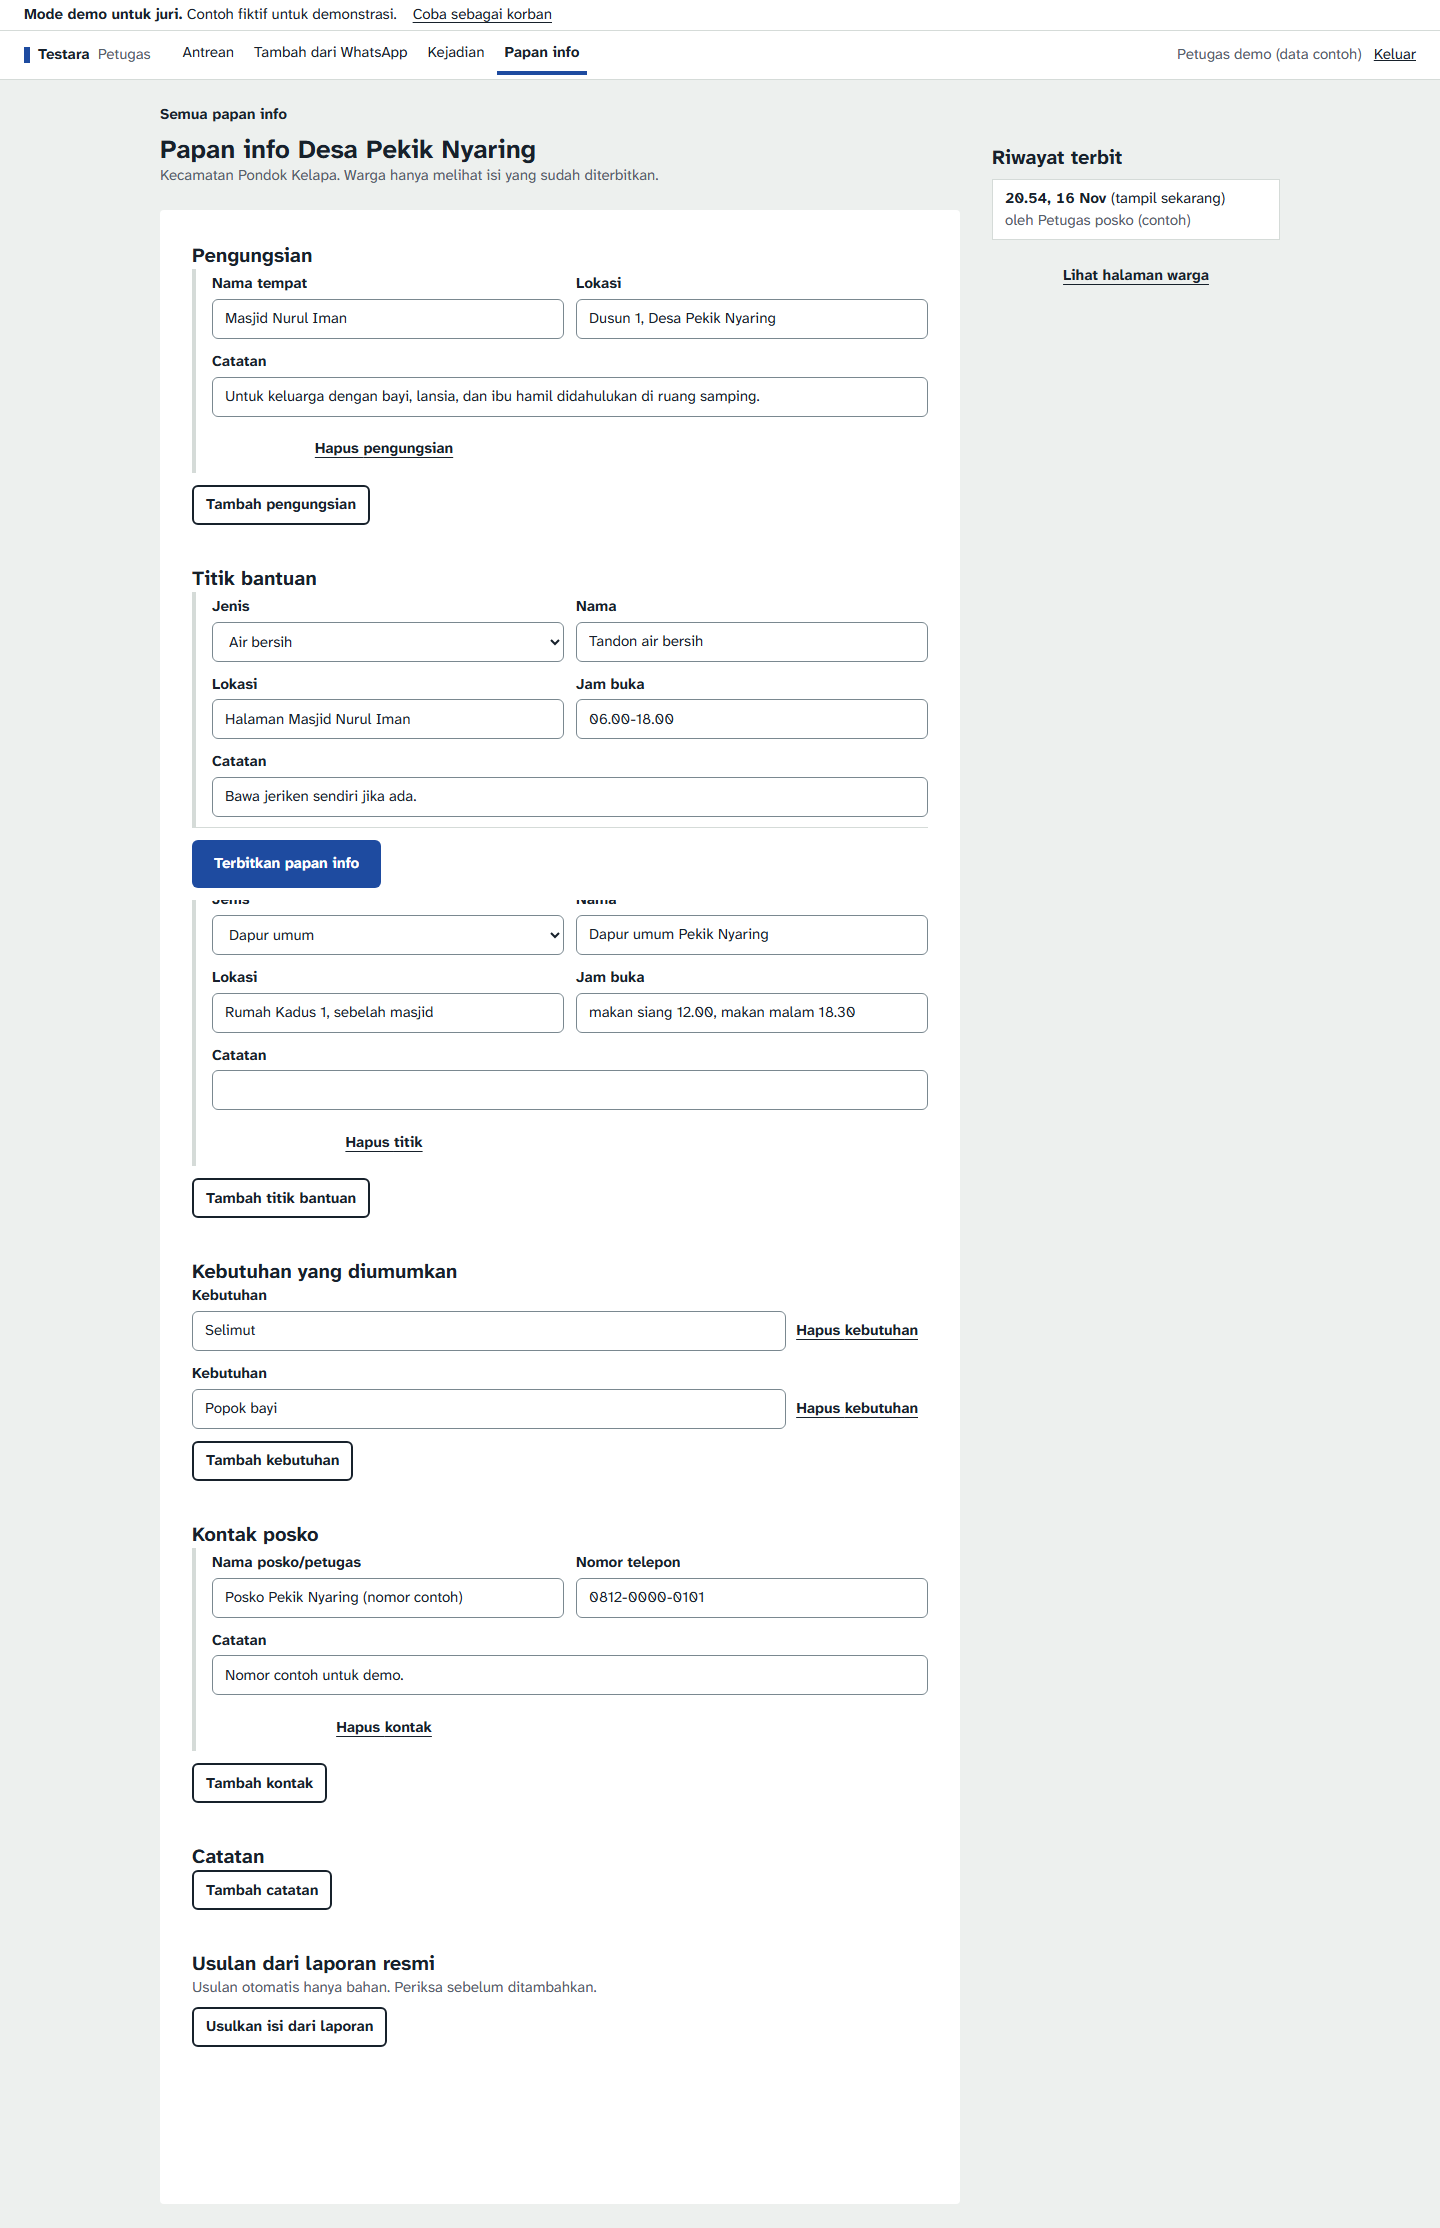 Mode demo untuk juri. Contoh fiktif untuk demonstrasi. Coba sebagai korban
Testara Petugas Antrean Tambah dari WhatsApp Kejadian Papan info Petugas demo (data contoh) Keluar
Semua papan info
Papan info Desa Pekik Nyaring
Kecamatan Pondok Kelapa. Warga hanya melihat isi yang sudah diterbitkan.
Riwayat terbit
20.54, 16 Nov (tampil sekarang)
oleh Petugas posko (contoh)
Lihat halaman warga
Pengungsian
Nama tempat Lokasi
Masjid Nurul Iman Dusun 1, Desa Pekik Nyaring
Catatan
Untuk keluarga dengan bayi, lansia, dan ibu hamil didahulukan di ruang samping.
Hapus pengungsian
Tambah pengungsian
Titik bantuan
Jenis Nama
Air bersih Tandon air bersih
Lokasi Jam buka
Halaman Masjid Nurul Iman 06.00-18.00
Catatan
Bawa jeriken sendiri jika ada.
Terbitkan papan info
Jenis Nama
Dapur umum Dapur umum Pekik Nyaring
Lokasi Jam buka
Rumah Kadus 1, sebelah masjid makan siang 12.00, makan malam 18.30
Catatan
Hapus titik
Tambah titik bantuan
Kebutuhan yang diumumkan
Kebutuhan
Selimut Hapus kebutuhan
Kebutuhan
Popok bayi Hapus kebutuhan
Tambah kebutuhan
Kontak posko
Nama posko/petugas Nomor telepon
Posko Pekik Nyaring (nomor contoh) 0812-0000-0101
Catatan
Nomor contoh untuk demo.
Hapus kontak
Tambah kontak
Catatan
Tambah catatan
Usulan dari laporan resmi
Usulan otomatis hanya bahan. Periksa sebelum ditambahkan.
Usulkan isi dari laporan